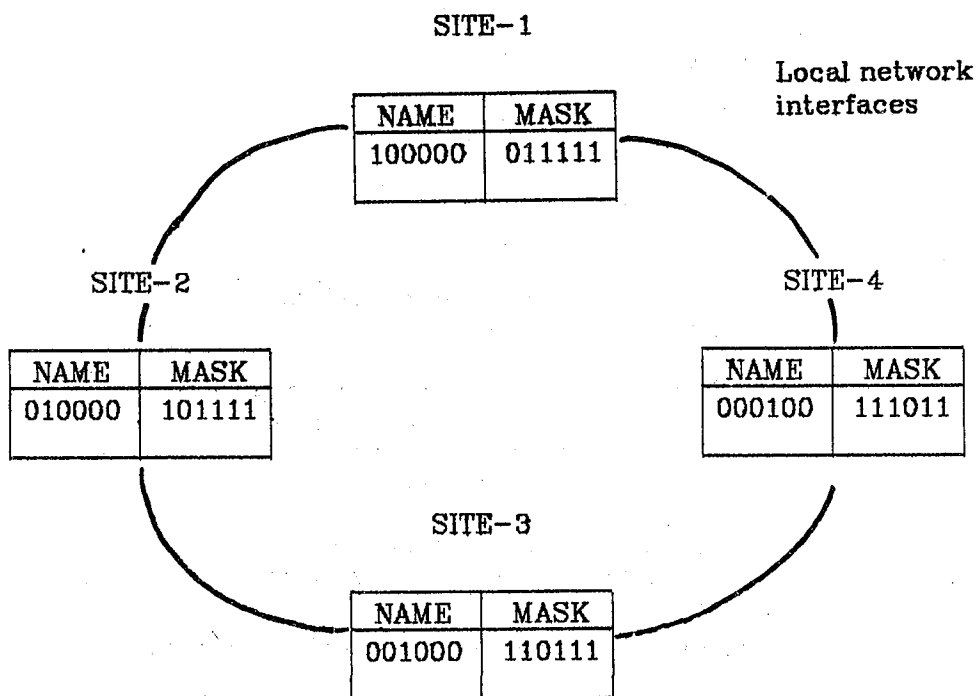 SITE-1
Local network
interfaces
NAME MASK
100000 011111
SITE-2
SITE-4
NAME MASK
010000 101111
NAME MASK
000100 111011
SITE-3
NAME MASK
001000 110111